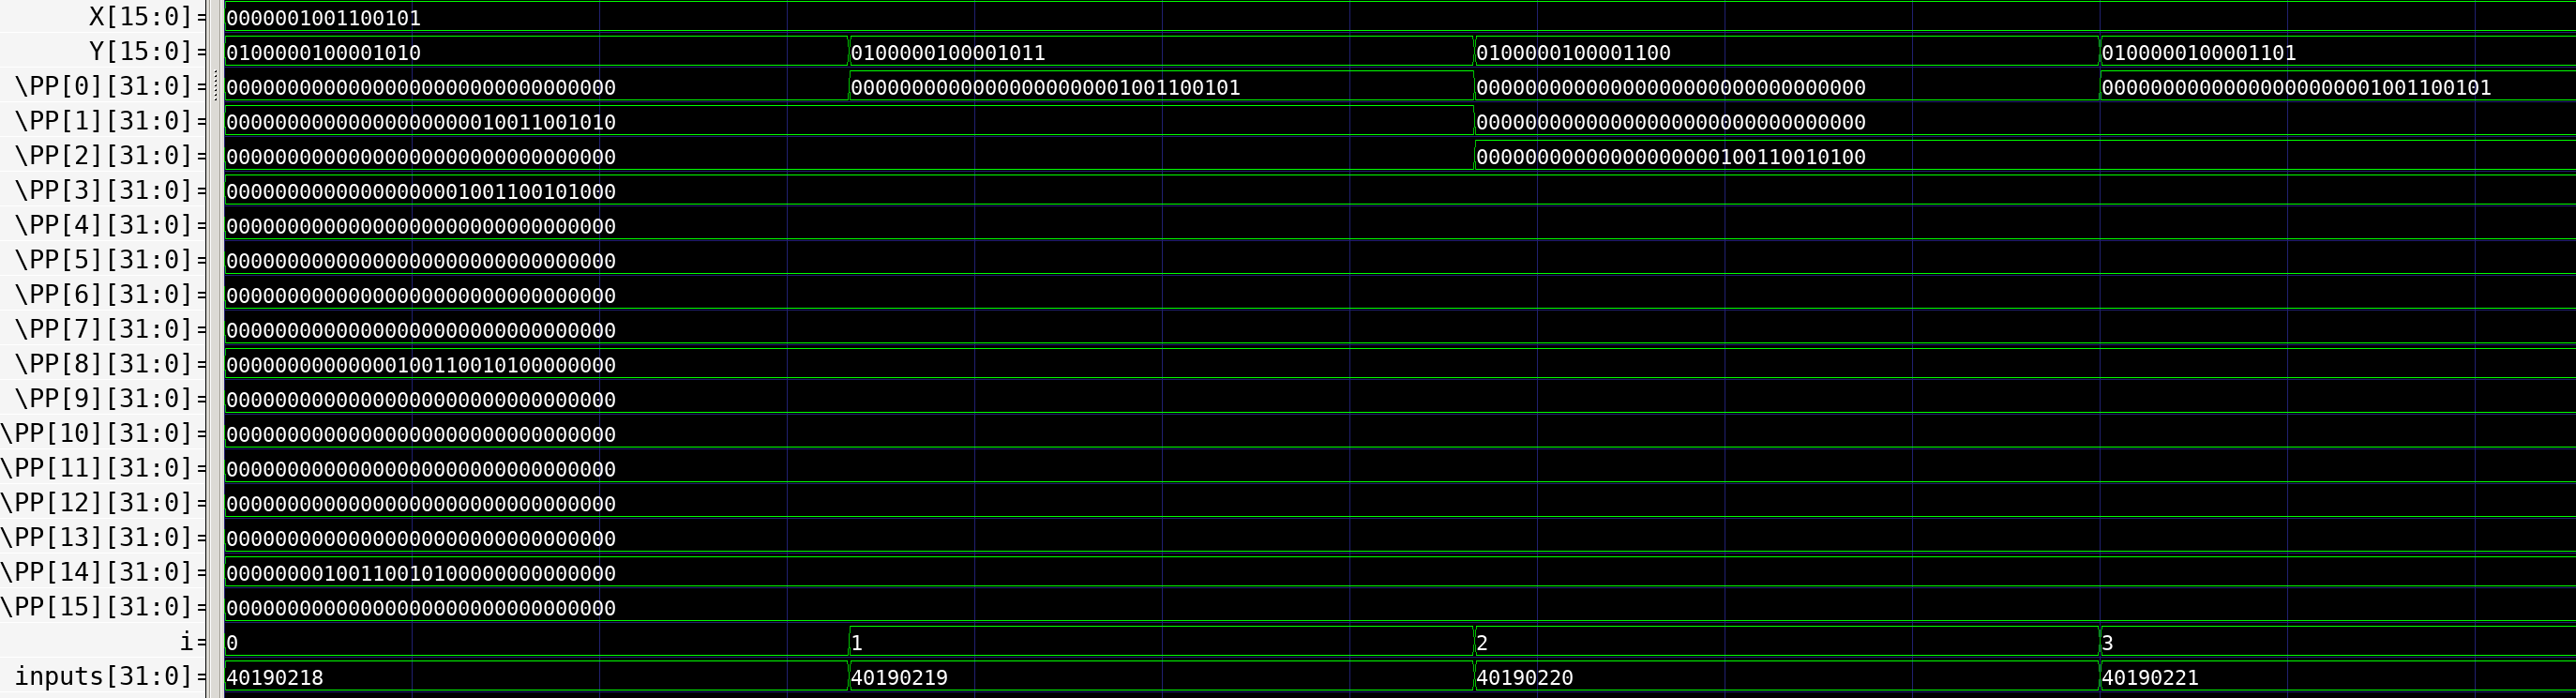 X[15:0]= 0000001001100101
Y[15:0]= 0100000100001010 0100000100001011 0100000100001100 0100000100001101
\PP[0][31:0]= 00000000000000000000000000000000 00000000000000000000001001100101 00000000000000000000000000000000 00000000000000000000001001100101
\PP[1][31:0]= 00000000000000000000010011001010 00000000000000000000000000000000
\PP[2][31:0]= 00000000000000000000000000000000 00000000000000000000100110010100
\PP[3][31:0]= 00000000000000000001001100101000
\PP[4][31:0]= 00000000000000000000000000000000
\PP[5][31:0]= 00000000000000000000000000000000
\PP[6][31:0]= 00000000000000000000000000000000
\PP[7][31:0]= 00000000000000000000000000000000
\PP[8][31:0]= 00000000000000100110010100000000
\PP[9][31:0]= 00000000000000000000000000000000
\PP[10][31:0]= 00000000000000000000000000000000
\PP[11][31:0]= 00000000000000000000000000000000
\PP[12][31:0]= 00000000000000000000000000000000
\PP[13][31:0]= 00000000000000000000000000000000
\PP[14][31:0]= 00000000100110010100000000000000
\PP[15][31:0]= 00000000000000000000000000000000
i= 0 1 2 3
inputs[31:0]= 40190218 40190219 40190220 40190221